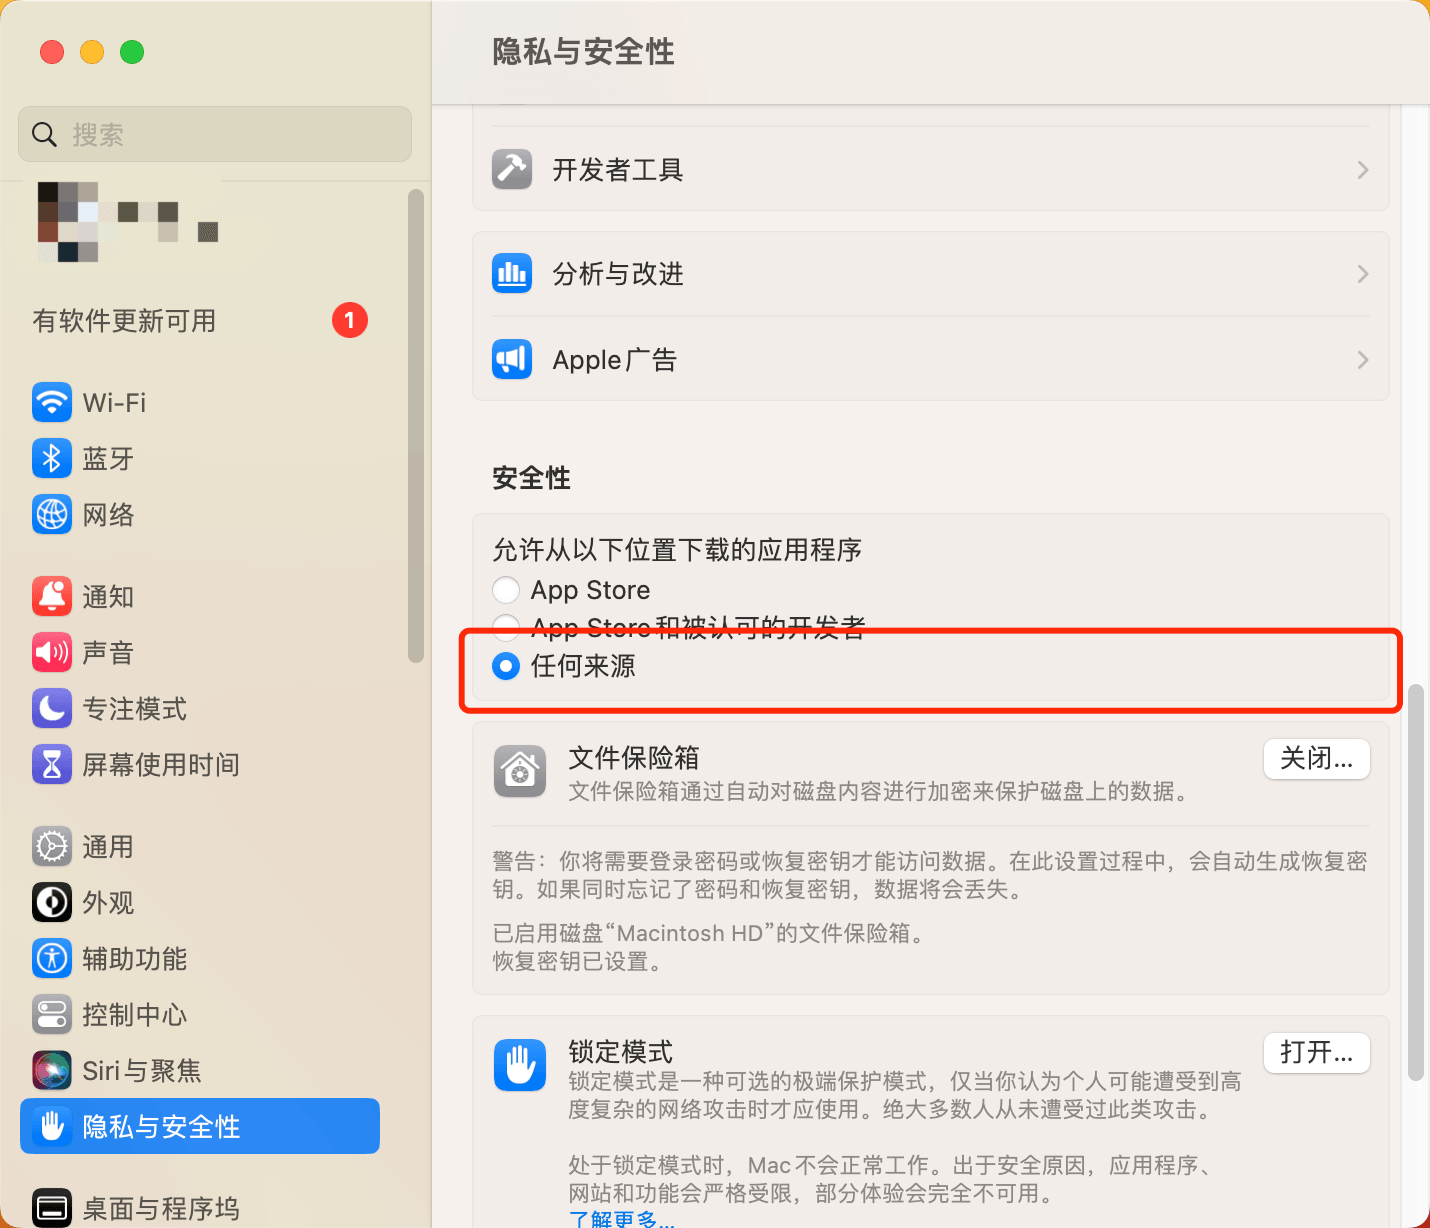 隐私与安全性
搜索
有软件更新可用
1
Wi-Fi
蓝牙
网络
通知
声音
专注模式
屏幕使用时间
通用
外观
辅助功能
控制中心
Siri与聚焦
隐私与安全性
桌面与程序坞
开发者工具
分析与改进
Apple广告
安全性
允许从以下位置下载的应用程序
App Store
App Store和被认可的开发者
任何来源
文件保险箱
关闭...
文件保险箱通过自动对磁盘内容进行加密来保护磁盘上的数据。
警告：你将需要登录密码或恢复密钥才能访问数据。在此设置过程中，会自动生成恢复密
钥。如果同时忘记了密码和恢复密钥，数据将会丢失。
已启用磁盘“Macintosh HD”的文件保险箱。
恢复密钥已设置。
锁定模式
打开...
锁定模式是一种可选的极端保护模式，仅当你认为个人可能遭受到高
度复杂的网络攻击时才应使用。绝大多数人从未遭受过此类攻击。
处于锁定模式时，Mac不会正常工作。出于安全原因，应用程序、
网站和功能会严格受限，部分体验会完全不可用。
了解更多...